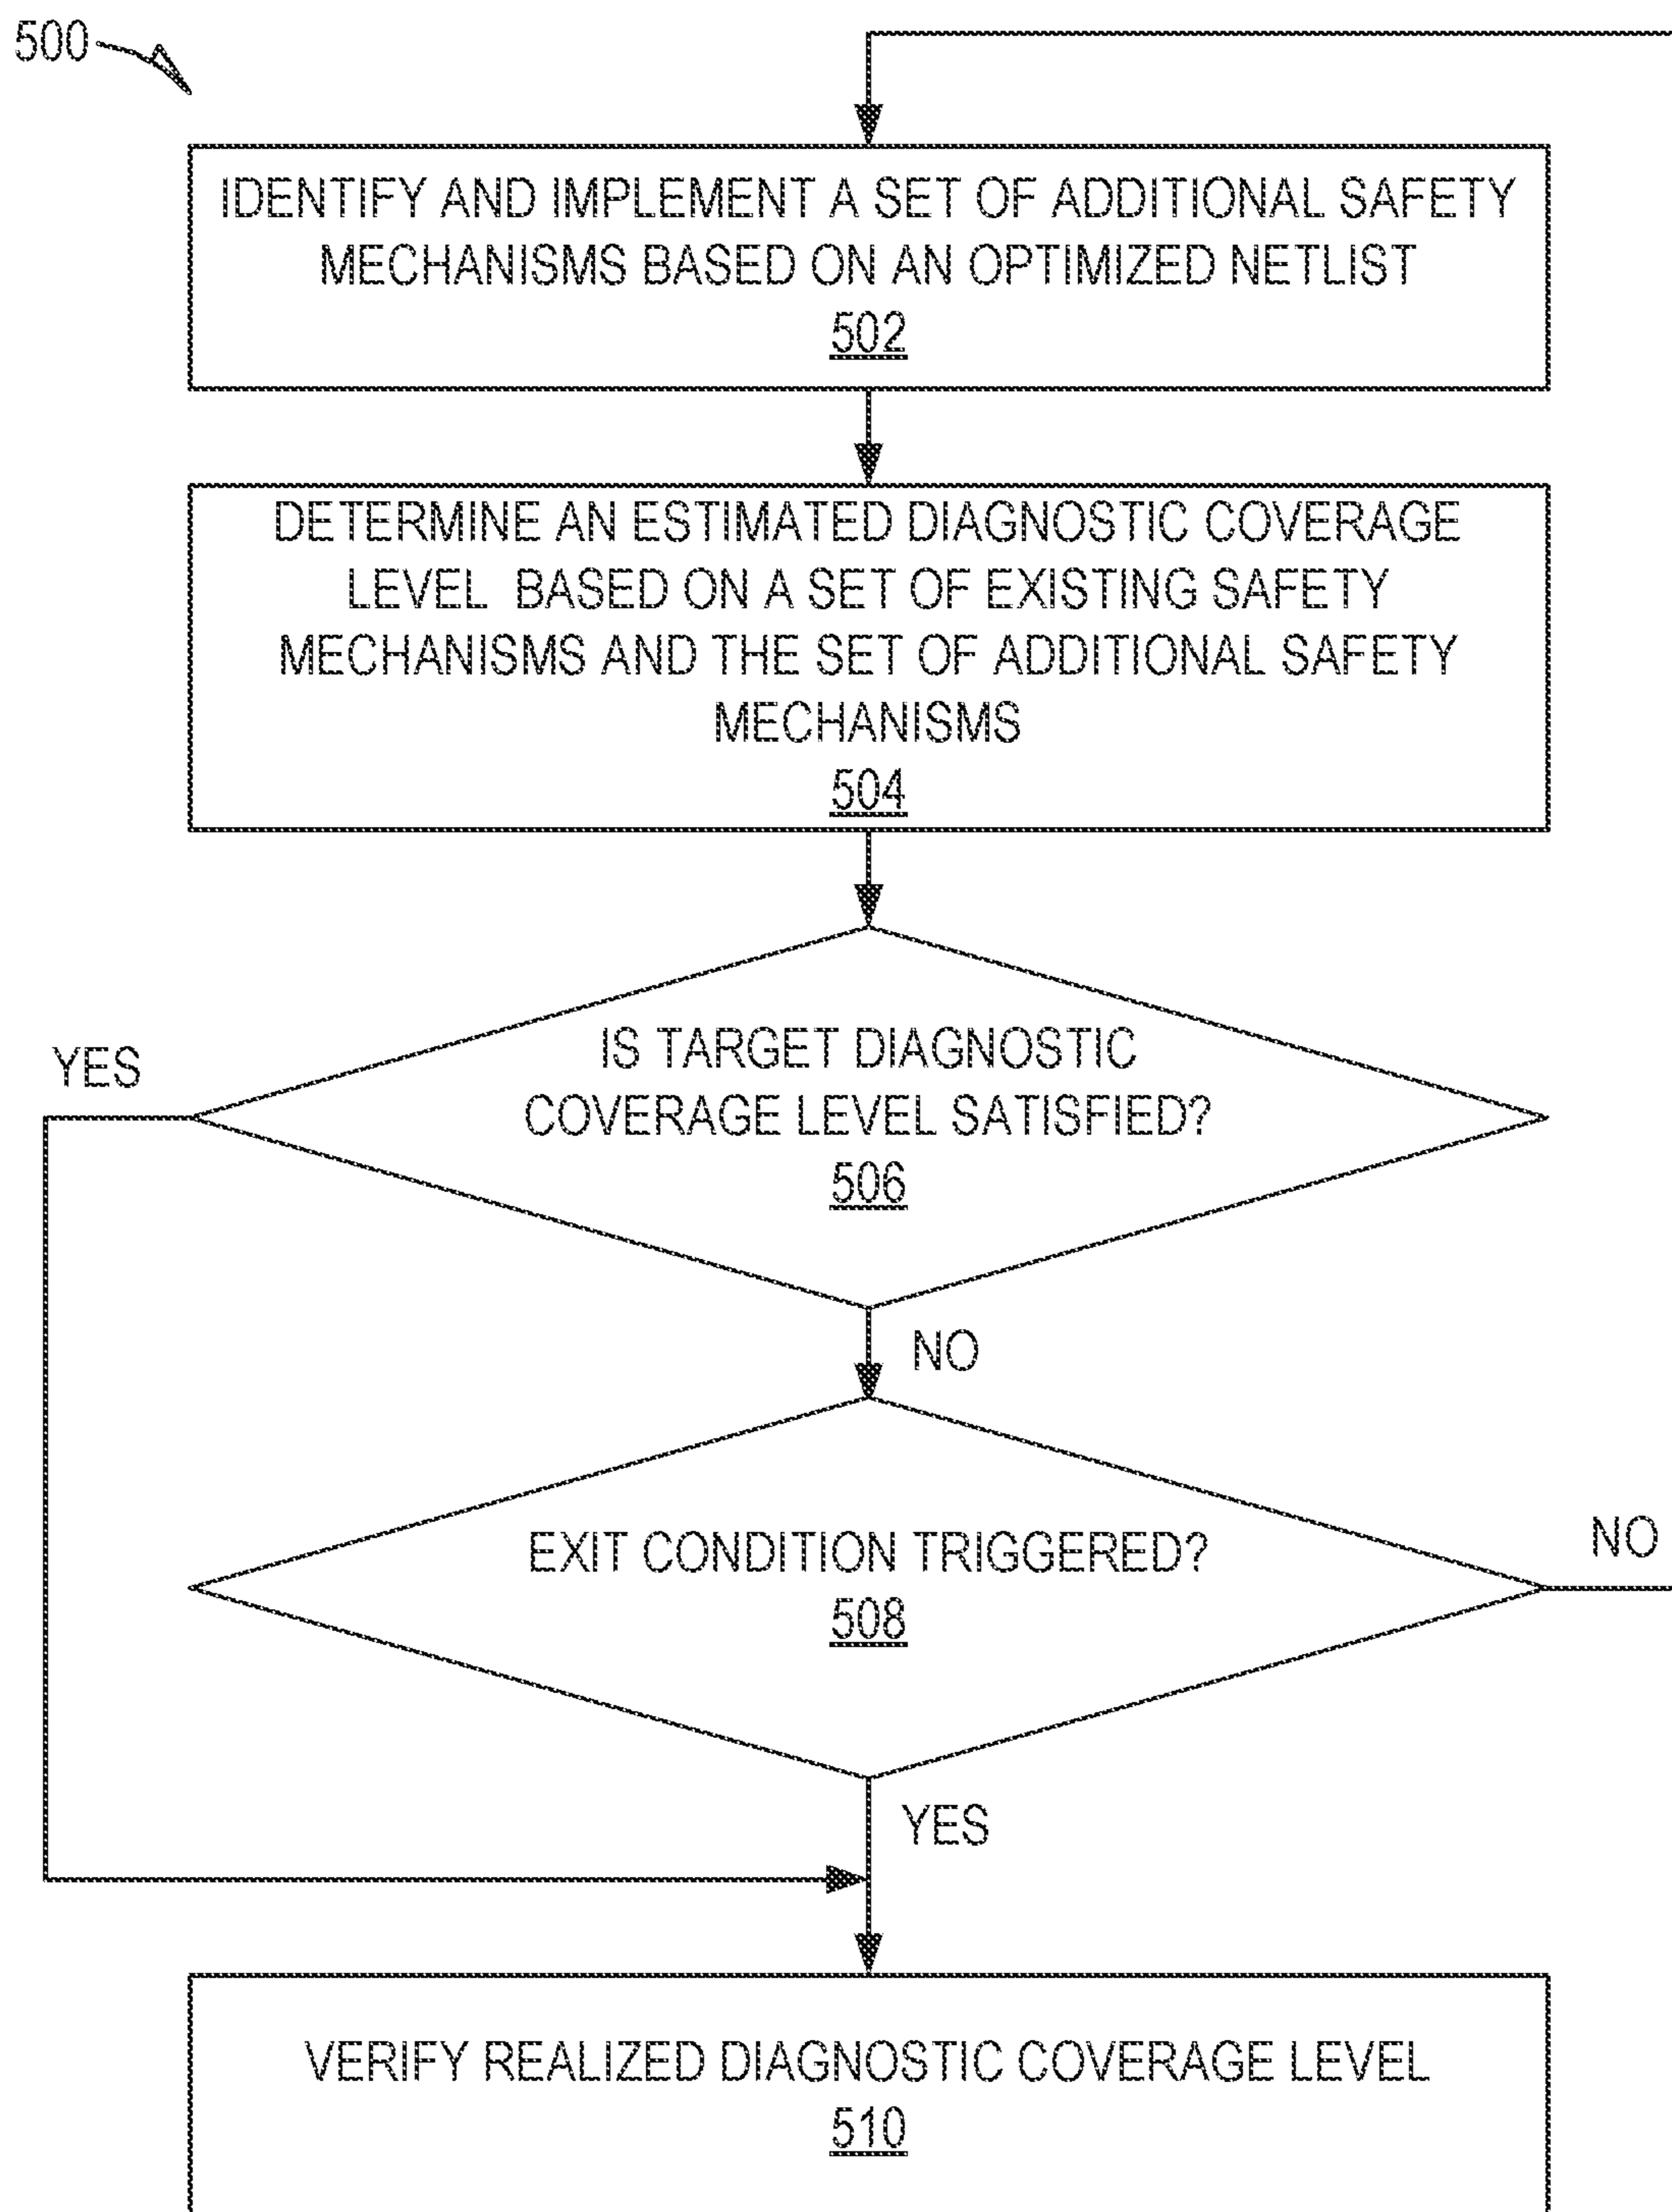 500
IDENTIFY AND IMPLEMENT A SET OF ADDITIONAL SAFETY
MECHANISMS BASED ON AN OPTIMIZED NETLIST
502
DETERMINE AN ESTIMATED DIAGNOSTIC COVERAGE
LEVEL BASED ON A SET OF EXISTING SAFETY
MECHANISMS AND THE SET OF ADDITIONAL SAFETY
MECHANISMS
504
YES
IS TARGET DIAGNOSTIC
COVERAGE LEVEL SATISFIED?
506
NO
EXIT CONDITION TRIGGERED?
508
NO
YES
VERIFY REALIZED DIAGNOSTIC COVERAGE LEVEL
510